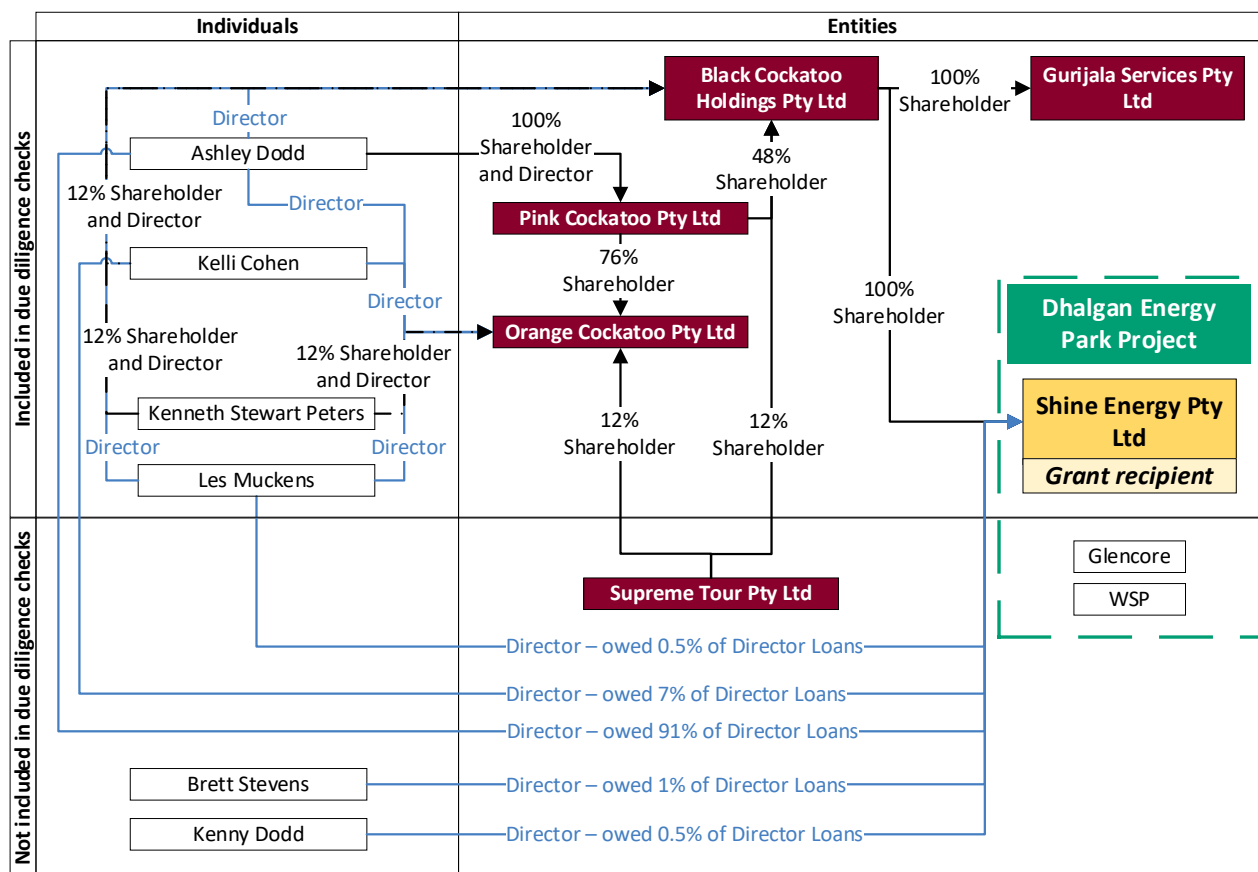 Individuals
Entities
Included in due diligence checks
Black Cockatoo
Holdings Pty Ltd
100%
Shareholder
Gurijala Services Pty
Ltd
Director
Ashley Dodd
100%
Shareholder
and Director
48%
Shareholder
12% Shareholder
and Director
Director
Pink Cockatoo Pty Ltd
Kelli Cohen
76%
Shareholder
Director
100%
Shareholder
Dhalgan Energy
Park Project
12% Shareholder
and Director
Orange Cockatoo Pty Ltd
12% Shareholder
and Director
Kenneth Stewart Peters
Shine Energy Pty
Ltd
Grant recipient
12%
Shareholder
12%
Shareholder
Director
Director
Les Muckens
Not included in due diligence checks
Glencore
WSP
Supreme Tour Pty Ltd
Director – owed 0.5% of Director Loans
Director – owed 7% of Director Loans
Director – owed 91% of Director Loans
Brett Stevens
Director – owed 1% of Director Loans
Kenny Dodd
Director – owed 0.5% of Director Loans